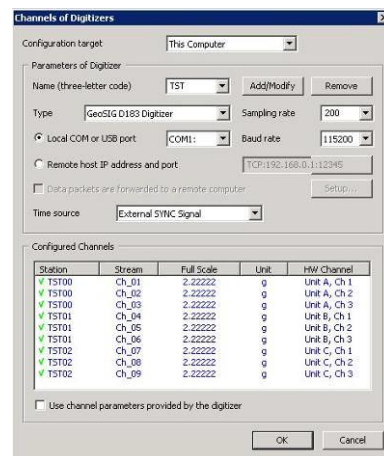 Channels of Digitizers
Configuration target This Computer
Parameters of Digitizer
Name (three-letter code) TST Add/Modify Remove
Type GeoSIG D183 Digitizer Sampling rate 200
Local COM or USB port COM1: Baud rate 115200
Remote host IP address and port TCP:192.168.0.1:12345
Data packets are forwarded to a remote computer Setup...
Time source External SYNC Signal
Configured Channels
Station Stream Full Scale Unit HW Channel
TST00 Ch_01 2.22222 g Unit A, Ch 1
TST00 Ch_02 2.22222 g Unit A, Ch 2
TST00 Ch_03 2.22222 g Unit A, Ch 3
TST01 Ch_04 2.22222 g Unit B, Ch 1
TST01 Ch_05 2.22222 g Unit B, Ch 2
TST01 Ch_06 2.22222 g Unit B, Ch 3
TST02 Ch_07 2.22222 g Unit C, Ch 1
TST02 Ch_08 2.22222 g Unit C, Ch 2
TST02 Ch_09 2.22222 g Unit C, Ch 3
Use channel parameters provided by the digitizer
OK Cancel